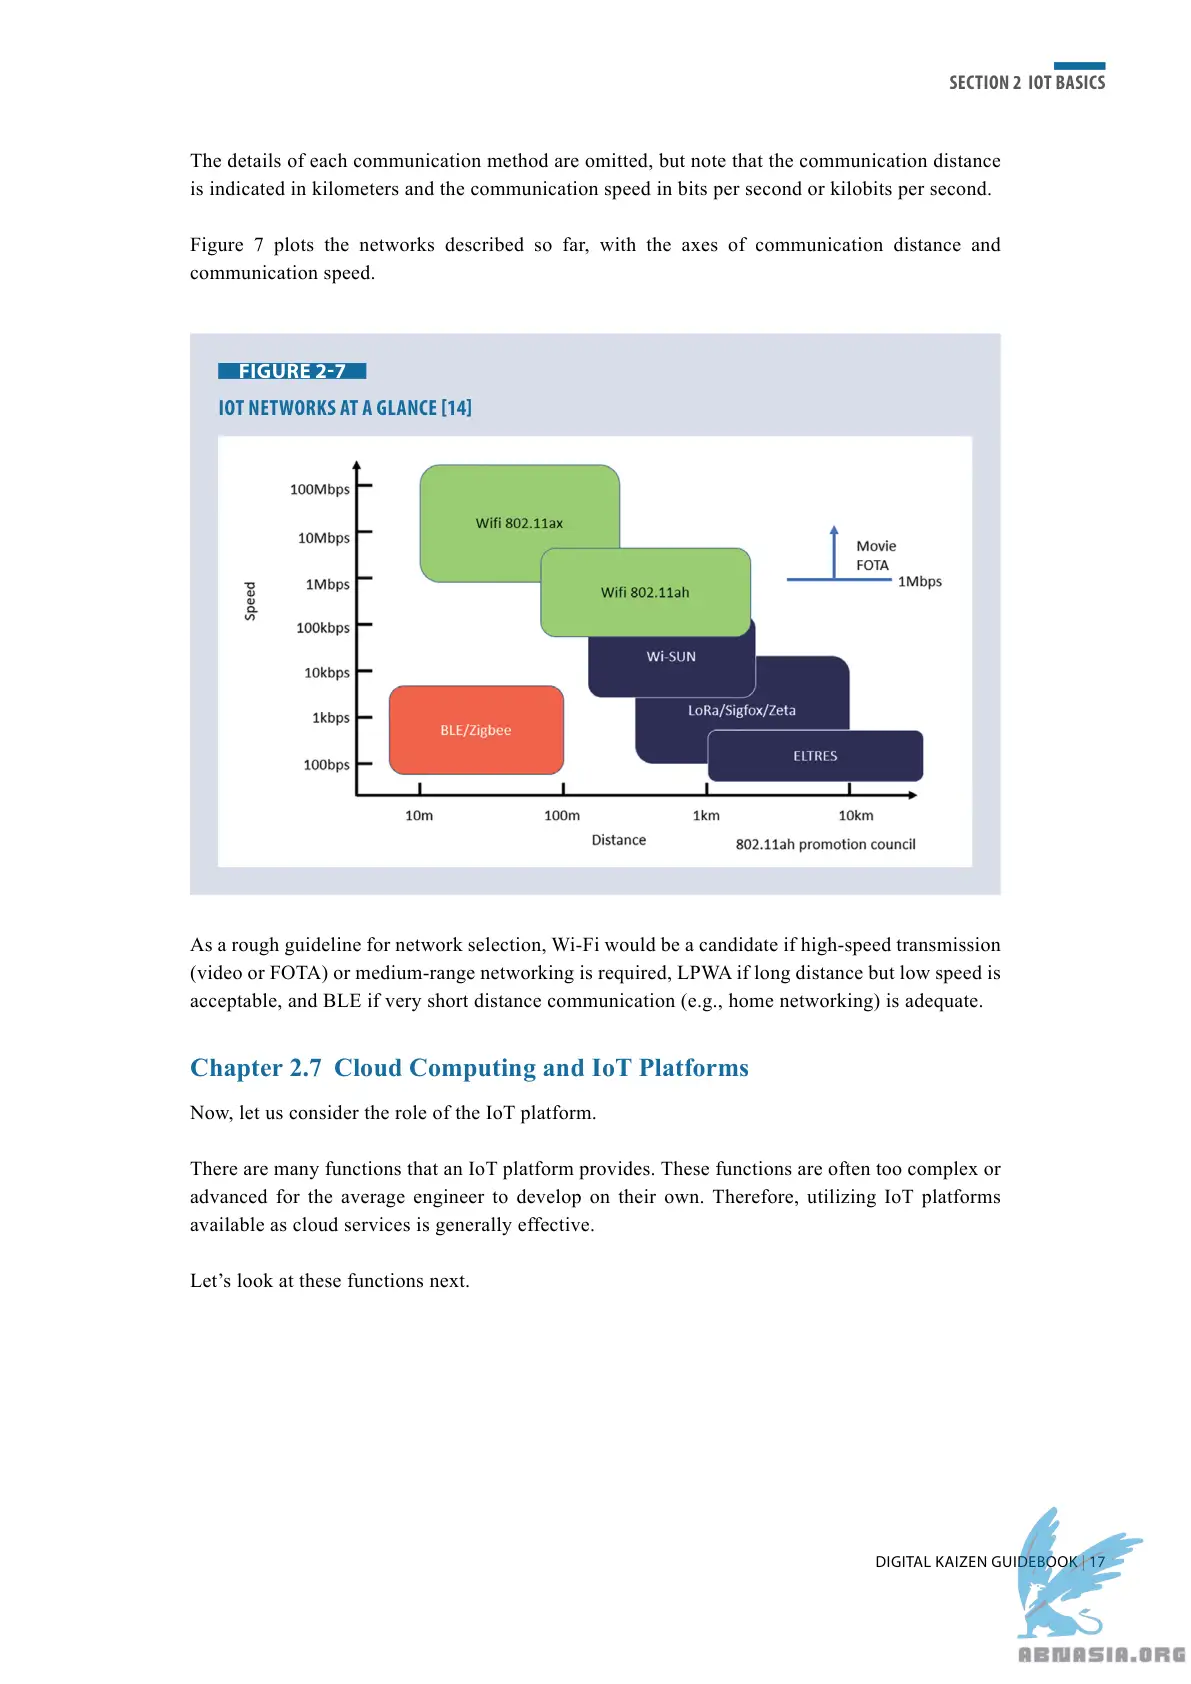 SECTION 2 IOT BASICS
The details of each communication method are omitted, but note that the communication distance
is indicated in kilometers and the communication speed in bits per second or kilobits per second.
Figure 7 plots the networks described so far, with the axes of communication distance and
communication speed.
FIGURE 2-7
IOT NETWORKS AT A GLANCE [14]
100Mbps
10Mbps
1Mbps
100kbps
10kbps
1kbps
100bps
Speed
Wifi 802.11ax
Wifi 802.11ah
Wi-SUN
LoRa/Sigfox/Zeta
BLE/Zigbee
ELTRES
Movie
FOTA
1Mbps
10m
100m
1km
10km
Distance
802.11ah promotion council
As a rough guideline for network selection, Wi-Fi would be a candidate if high-speed transmission
(video or FOTA) or medium-range networking is required, LPWA if long distance but low speed is
acceptable, and BLE if very short distance communication (e.g., home networking) is adequate.
Chapter 2.7 Cloud Computing and IoT Platforms
Now, let us consider the role of the IoT platform.
There are many functions that an IoT platform provides. These functions are often too complex or
advanced for the average engineer to develop on their own. Therefore, utilizing IoT platforms
available as cloud services is generally effective.
Let’s look at these functions next.
DIGITAL KAIZEN GUIDEBOOK | 17
ABNASIA.ORG